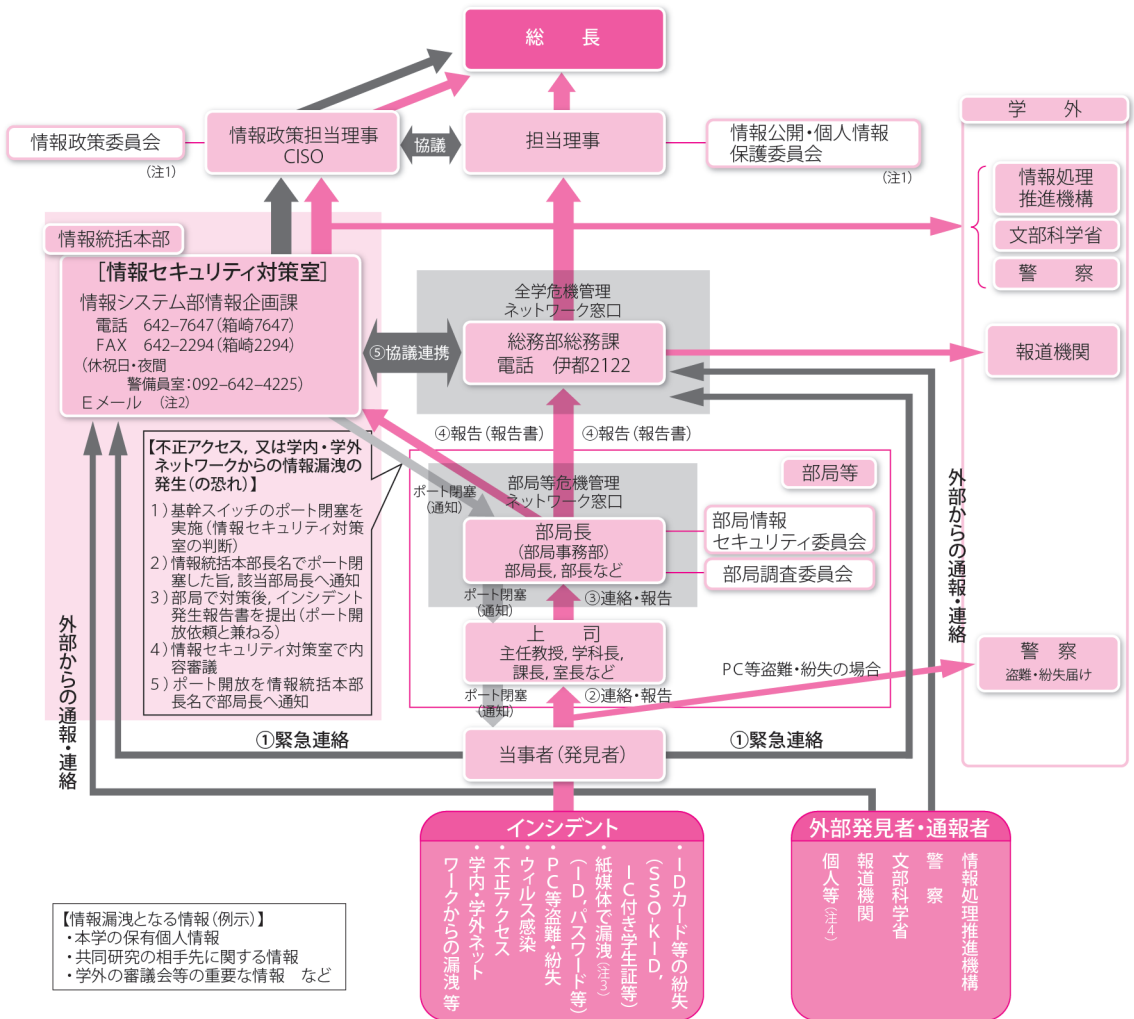 総　長
情報政策委員会
(注1)
情報政策担当理事
CISO
協議
担当理事
情報公開・個人情報
保護委員会
(注1)
学　外
情報処理
推進機構
文部科学省
警　察
報道機関
警　察
盗難・紛失届け
情報統括本部
[情報セキュリティ対策室]
情報システム部情報企画課
電話　642–7647(箱崎7647)
FAX　642–2294(箱崎2294)
(休祝日・夜間
警備員室:092–642–4225)
Eメール　(注2)
⑤協議連携
全学危機管理
ネットワーク窓口
総務部総務課
電話　伊都2122
④報告(報告書)
④報告(報告書)
【不正アクセス, 又は学内・学外
ネットワークからの情報漏洩の
発生(の恐れ)】
1)基幹スイッチのポート閉塞を
実施(情報セキュリティ対策
室の判断)
2)情報統括本部長名でポート閉
塞した旨, 該当部局長へ通知
3)部局で対策後, インシデント
発生報告書を提出(ポート開
放依頼と兼ねる)
4)情報セキュリティ対策室で内
容審議
5)ポート開放を情報統括本部
長名で部局長へ通知
ポート閉塞
(通知)
部局等危機管理
ネットワーク窓口
部局等
部局長
(部局事務部)
部局長, 部長など
部局情報
セキュリティ委員会
部局調査委員会
ポート閉塞
(通知)
③連絡・報告
上　司
主任教授, 学科長,
課長, 室長など
ポート閉塞
(通知)
②連絡・報告
PC等盗難・紛失の場合
外部からの通報・連絡
外部からの通報・連絡
①緊急連絡
当事者(発見者)
①緊急連絡
インシデント
・IDカード等の紛失
(SSO-KID,
IC付き学生証等)
・紙媒体で漏洩(注3)
(ID, パスワード等)
・PC等盗難・紛失
・ウィルス感染
・不正アクセス
・学内・学外ネット
ワークからの漏洩 等
外部発見者・通報者
情報処理推進機構
警　察
文部科学省
報道機関
個人等(注4)
【情報漏洩となる情報(例示)】
・本学の保有個人情報
・共同研究の相手先に関する情報
・学外の審議会等の重要な情報　など